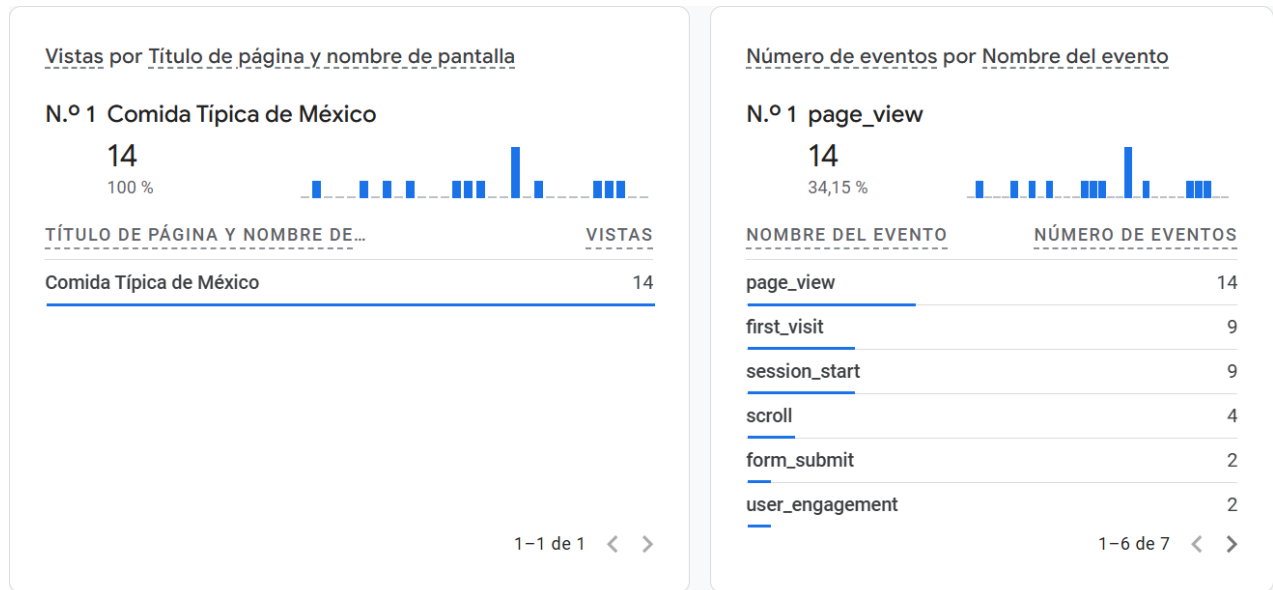 Vistas por Título de página y nombre de pantalla
N.º 1 Comida Típica de México
14
100 %
TÍTULO DE PÁGINA Y NOMBRE DE… VISTAS
Comida Típica de México 14
1–1 de 1
Número de eventos por Nombre del evento
N.º 1 page_view
14
34,15 %
NOMBRE DEL EVENTO NÚMERO DE EVENTOS
page_view 14
first_visit 9
session_start 9
scroll 4
form_submit 2
user_engagement 2
1–6 de 7